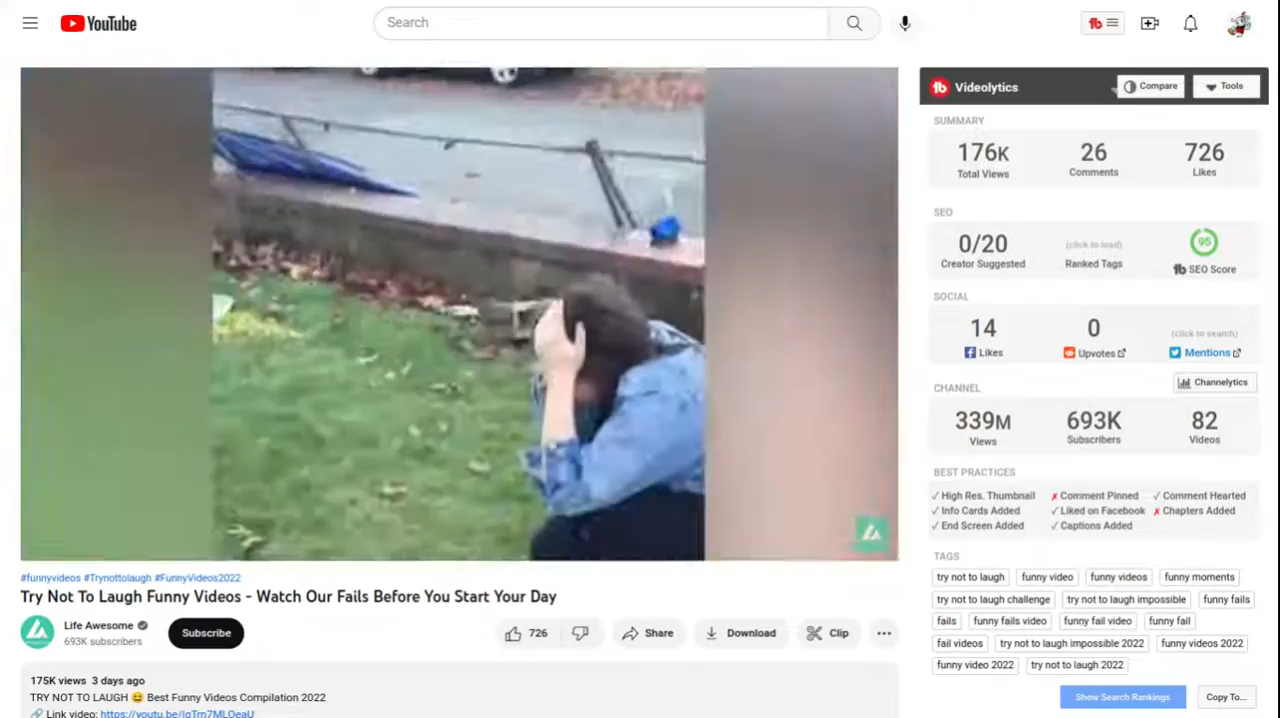 YouTube
Search
Videolytics
Compare
Tools
SUMMARY
176K
26
726
Total Views
Comments
Likes
SEO
0/20
(click to load)
95
Creator Suggested
Ranked Tags
SEO Score
SOCIAL
14
0
(click to search)
Likes
Upvotes
Mentions
CHANNEL
Channelytics
339M
693K
82
Views
Subscribers
Videos
BEST PRACTICES
✓ High Res. Thumbnail
✗ Comment Pinned
✓ Comment Hearted
✓ Info Cards Added
✓ Liked on Facebook
✗ Chapters Added
✓ End Screen Added
✓ Captions Added
TAGS
try not to laugh
funny video
funny videos
funny moments
try not to laugh challenge
try not to laugh impossible
funny fails
fails
funny fails video
funny fail video
funny fail
fail videos
try not to laugh impossible 2022
funny videos 2022
funny video 2022
try not to laugh 2022
Show Search Rankings
Copy To...
#funnyvideos #Trynottolaugh #FunnyVideos2022
Try Not To Laugh Funny Videos - Watch Our Fails Before You Start Your Day
Life Awesome
693K subscribers
Subscribe
726
Share
Download
Clip
175K views 3 days ago
TRY NOT TO LAUGH 😆 Best Funny Videos Compilation 2022
🔗 Link video: